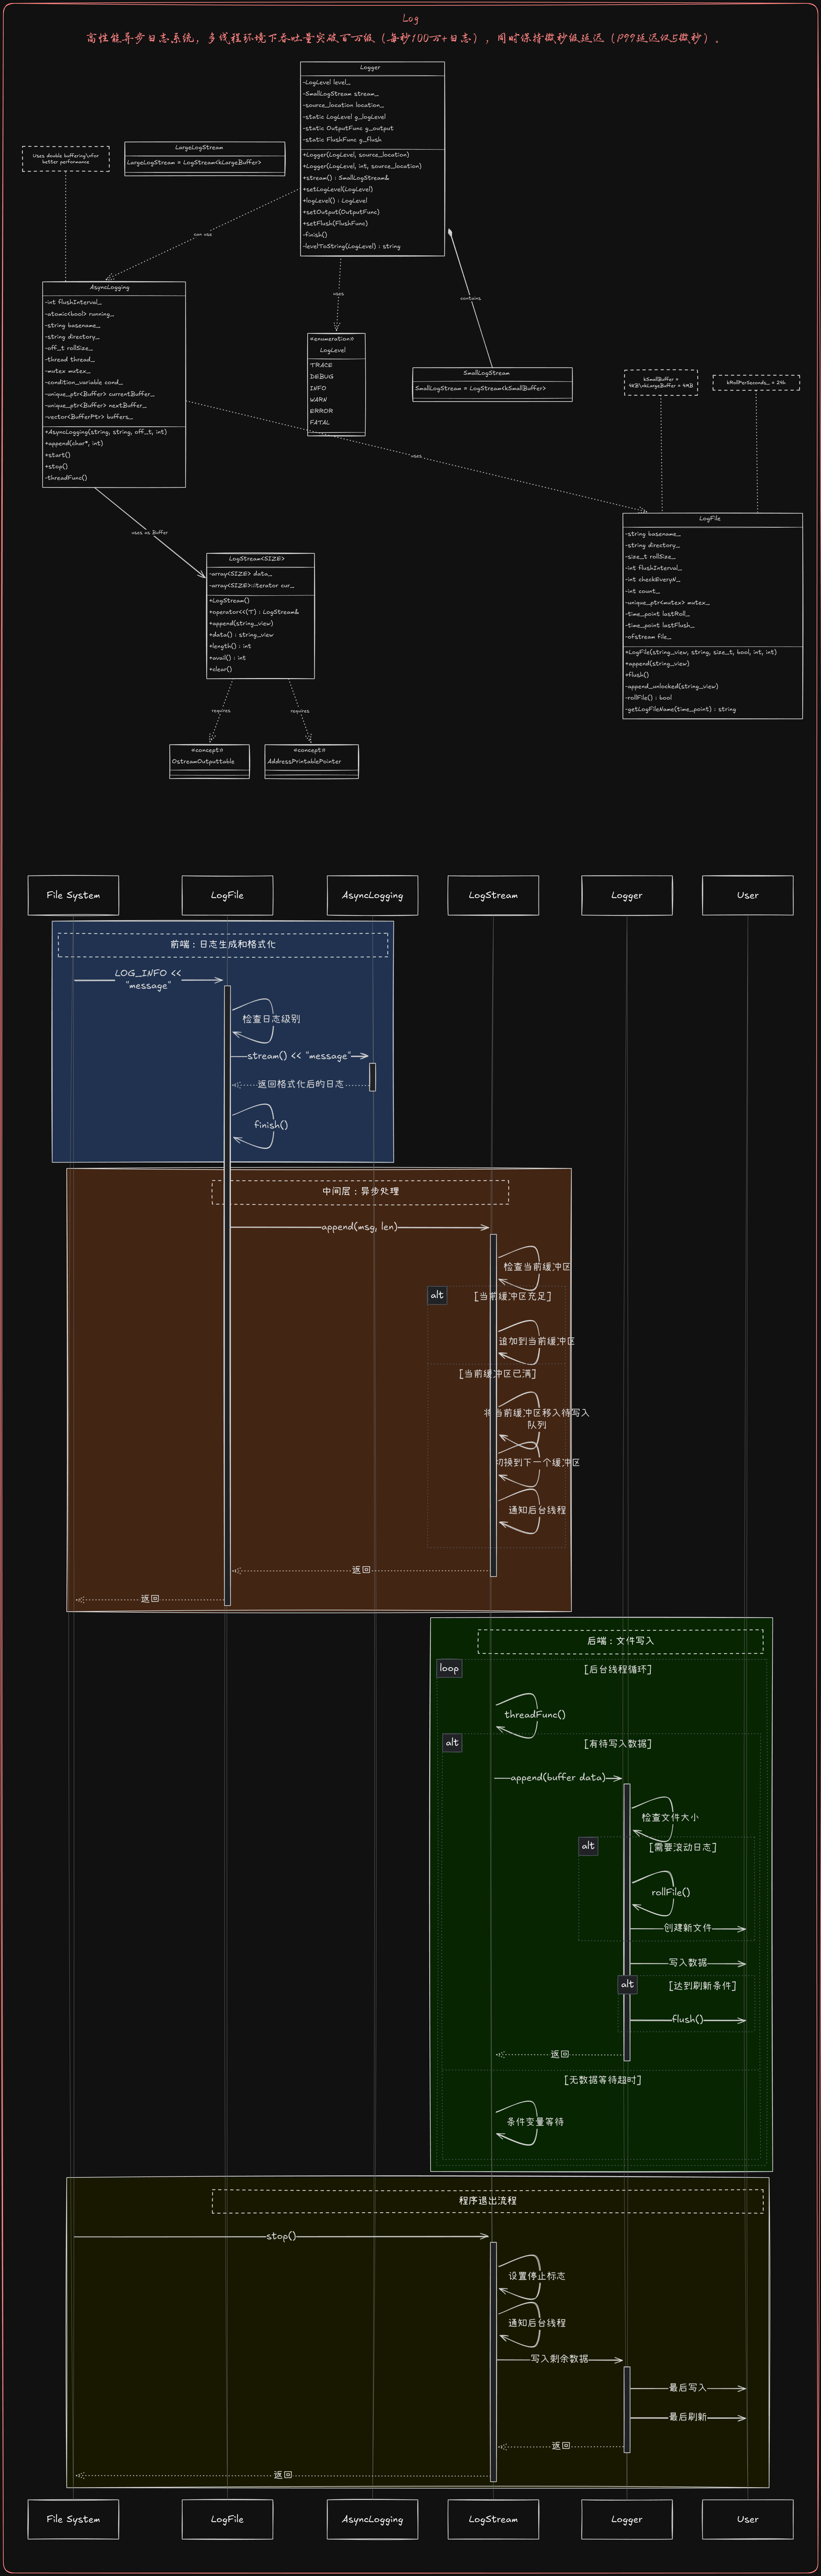 Log
高性能异步日志系统，多线程环境下吞吐量突破百万级（每秒100万+日志），同时保持微秒级延迟（P99延迟仅5微秒）。
Logger
-LogLevel level_
-SmallLogStream stream_
-source_location location_
-static LogLevel g_logLevel
-static OutputFunc g_output
-static FlushFunc g_flush
+Logger(LogLevel, source_location)
+Logger(LogLevel, int, source_location)
+stream() : SmallLogStream&
+setLogLevel(LogLevel)
+logLevel() : LogLevel
+setOutput(OutputFunc)
+setFlush(FlushFunc)
-finish()
-levelToString(LogLevel) : string
Uses double buffering\nfor
better performance
LargeLogStream
LargeLogStream = LogStream<kLargeBuffer>
can use
uses
contains
AsyncLogging
-int flushInterval_
-atomic<bool> running_
-string basename_
-string directory_
-off_t rollSize_
-thread thread_
-mutex mutex_
-condition_variable cond_
-unique_ptr<Buffer> currentBuffer_
-unique_ptr<Buffer> nextBuffer_
-vector<BufferPtr> buffers_
+AsyncLogging(string, string, off_t, int)
+append(char*, int)
+start()
+stop()
-threadFunc()
«enumeration»
LogLevel
TRACE
DEBUG
INFO
WARN
ERROR
FATAL
SmallLogStream
SmallLogStream = LogStream<kSmallBuffer>
kSmallBuffer =
4KB\nkLargeBuffer = 4MB
kRollPerSeconds_ = 24h
uses
uses as Buffer
LogFile
-string basename_
-string directory_
-size_t rollSize_
-int flushInterval_
-int checkEveryN_
-int count_
-unique_ptr<mutex> mutex_
-time_point lastRoll_
-time_point lastFlush_
-ofstream file_
+LogFile(string_view, string, size_t, bool, int, int)
+append(string_view)
+flush()
-append_unlocked(string_view)
-rollFile() : bool
-getLogFileName(time_point) : string
LogStream<SIZE>
-array<SIZE> data_
-array<SIZE>::iterator cur_
+LogStream()
+operator<<(T) : LogStream&
+append(string_view)
+data() : string_view
+length() : int
+avail() : int
+clear()
requires
requires
«concept»
OstreamOutputtable
«concept»
AddressPrintablePointer
File System
LogFile
AsyncLogging
LogStream
Logger
User
前端：日志生成和格式化
LOG_INFO <<
"message"
检查日志级别
stream() << "message"
返回格式化后的日志
finish()
中间层：异步处理
append(msg, len)
检查当前缓冲区
alt
[当前缓冲区充足]
追加到当前缓冲区
[当前缓冲区已满]
将当前缓冲区移入待写入
队列
切换到下一个缓冲区
通知后台线程
返回
返回
后端：文件写入
loop
[后台线程循环]
threadFunc()
alt
[有待写入数据]
append(buffer data)
检查文件大小
alt
[需要滚动日志]
rollFile()
创建新文件
写入数据
alt
[达到刷新条件]
flush()
返回
[无数据等待超时]
条件变量等待
程序退出流程
stop()
设置停止标志
通知后台线程
写入剩余数据
最后写入
最后刷新
返回
返回
File System
LogFile
AsyncLogging
LogStream
Logger
User